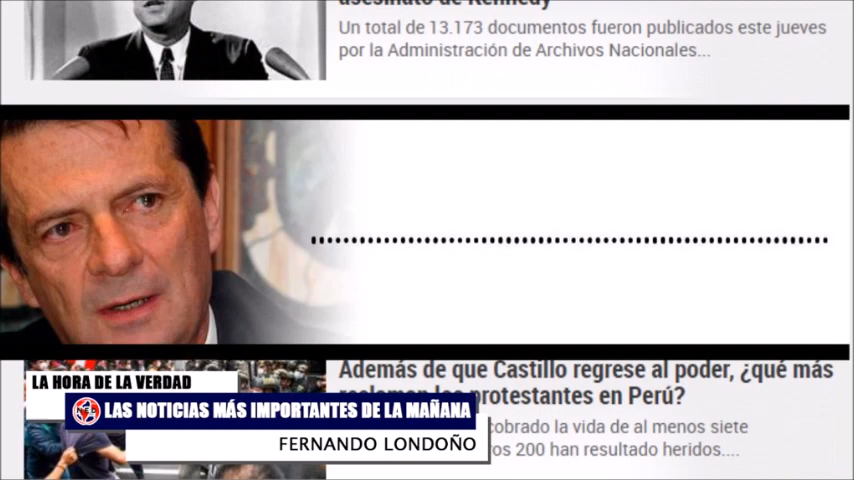 asesinato de Kennedy
Un total de 13.173 documentos fueron publicados este jueves
por la Administración de Archivos Nacionales...
Además de que Castillo regrese al poder, ¿qué más
protestantes en Perú?
cobrado la vida de al menos siete
200 han resultado heridos....
LA HORA DE LA VERDAD
LAS NOTICIAS MÁS IMPORTANTES DE LA MAÑANA
FERNANDO LONDOÑO